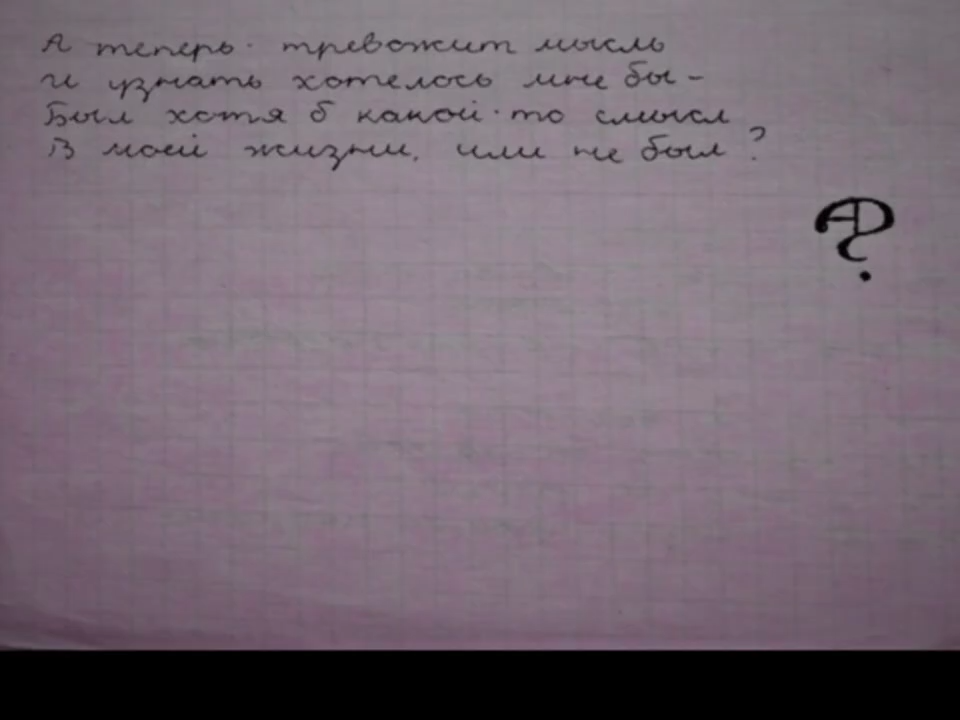 А теперь тревожит мысль
И узнать хотелось мне бы -
Был хотя б какой-то смысл
В моей жизни, или не был?